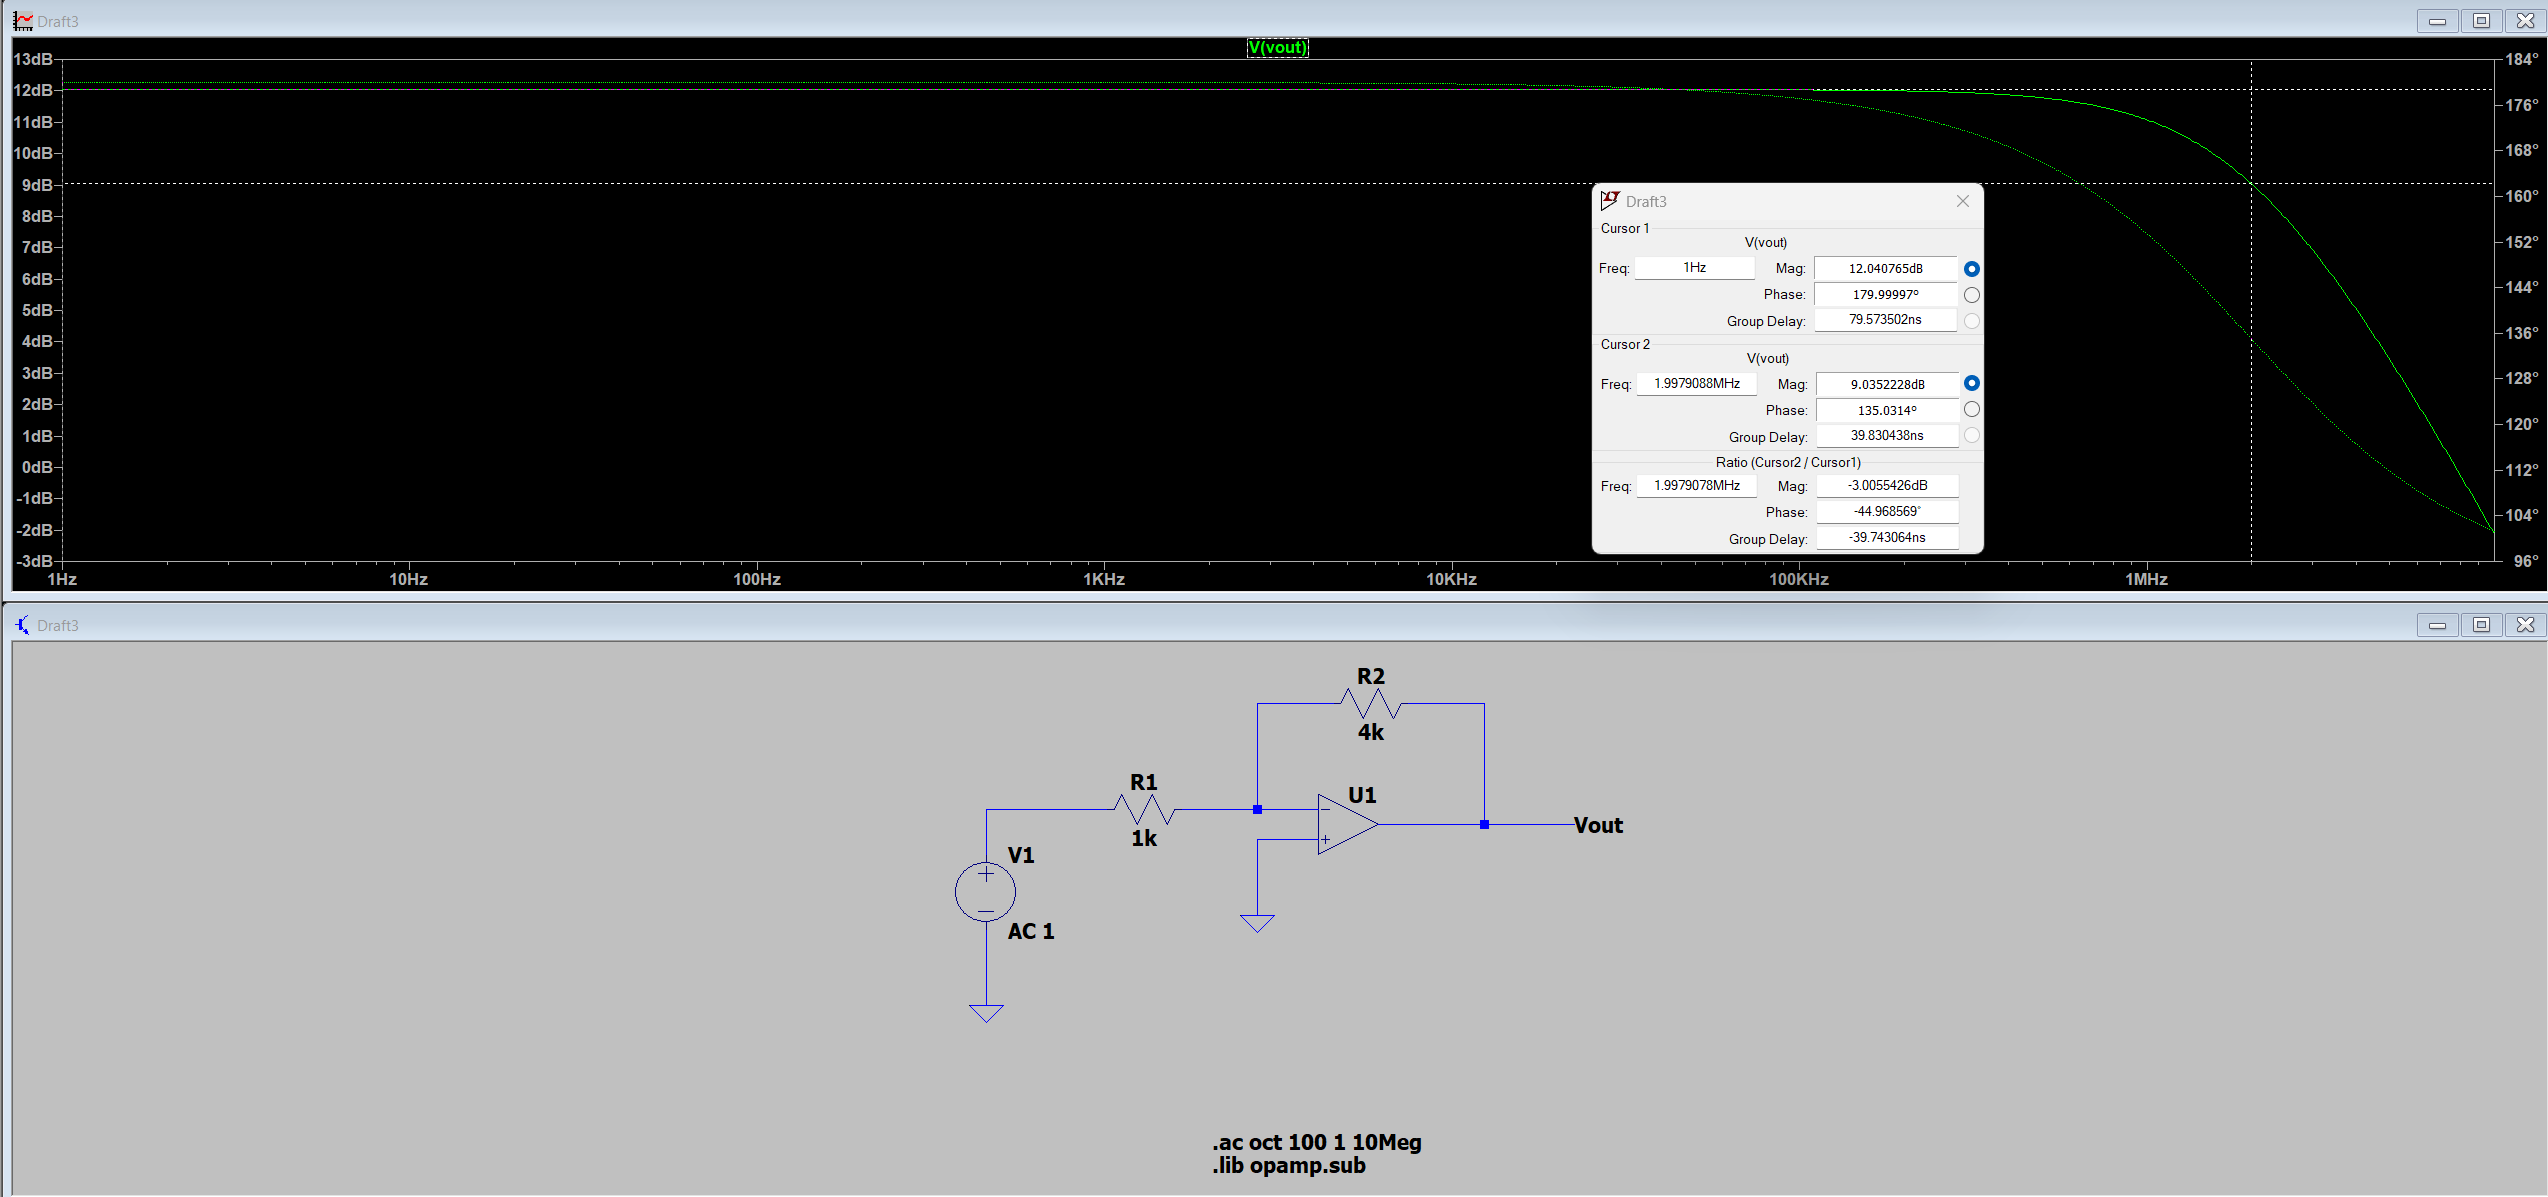 Draft3
V(vout)
13dB
12dB
11dB
10dB
9dB
8dB
7dB
6dB
5dB
4dB
3dB
2dB
1dB
0dB
-1dB
-2dB
-3dB
184°
176°
168°
160°
152°
144°
136°
128°
120°
112°
104°
96°
1Hz 10Hz 100Hz 1KHz 10KHz 100KHz 1MHz
Draft3
Cursor 1
V(vout)
Freq: 1Hz Mag: 12.040765dB
Phase: 179.99997°
Group Delay: 79.573502ns
Cursor 2
V(vout)
Freq: 1.9979088MHz Mag: 9.0352228dB
Phase: 135.0314°
Group Delay: 39.830438ns
Ratio (Cursor2 / Cursor1)
Freq: 1.9979078MHz Mag: -3.0055426dB
Phase: -44.968569°
Group Delay: -39.743064ns
Draft3
R2
4k
R1
1k
U1
Vout
V1
AC 1
.ac oct 100 1 10Meg
.lib opamp.sub